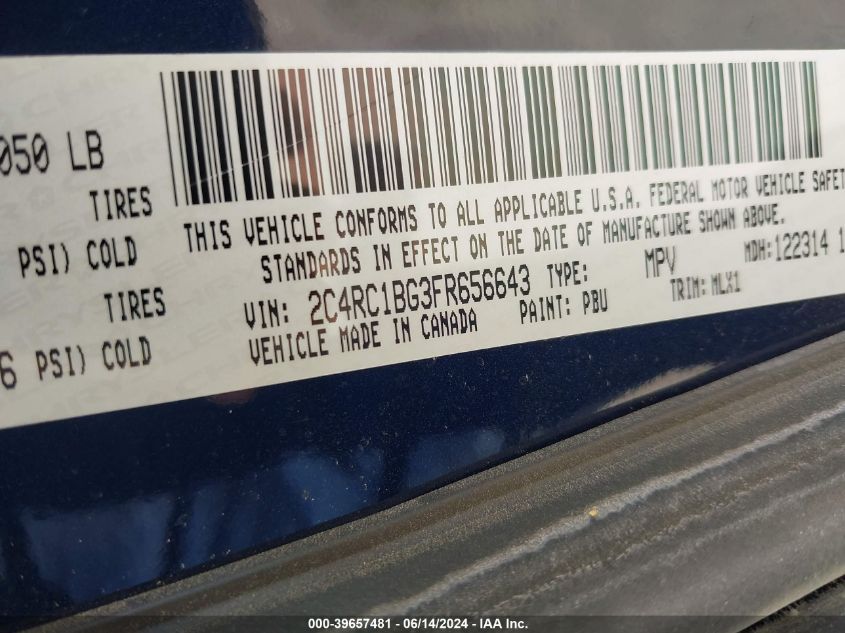 050 LB
TIRES
PSI) COLD
TIRES
6 PSI) COLD
THIS VEHICLE CONFORMS TO ALL APPLICABLE U.S.A. FEDERAL MOTOR VEHICLE SAFET
STANDARDS IN EFFECT ON THE DATE OF MANUFACTURE SHOWN ABOVE.
VIN: 2C4RC1BG3FR656643 TYPE: MPV MDH: 122314 1
VEHICLE MADE IN CANADA PAINT: PBU TRIM: MLX1
000-39657481 - 06/14/2024 - IAA Inc.